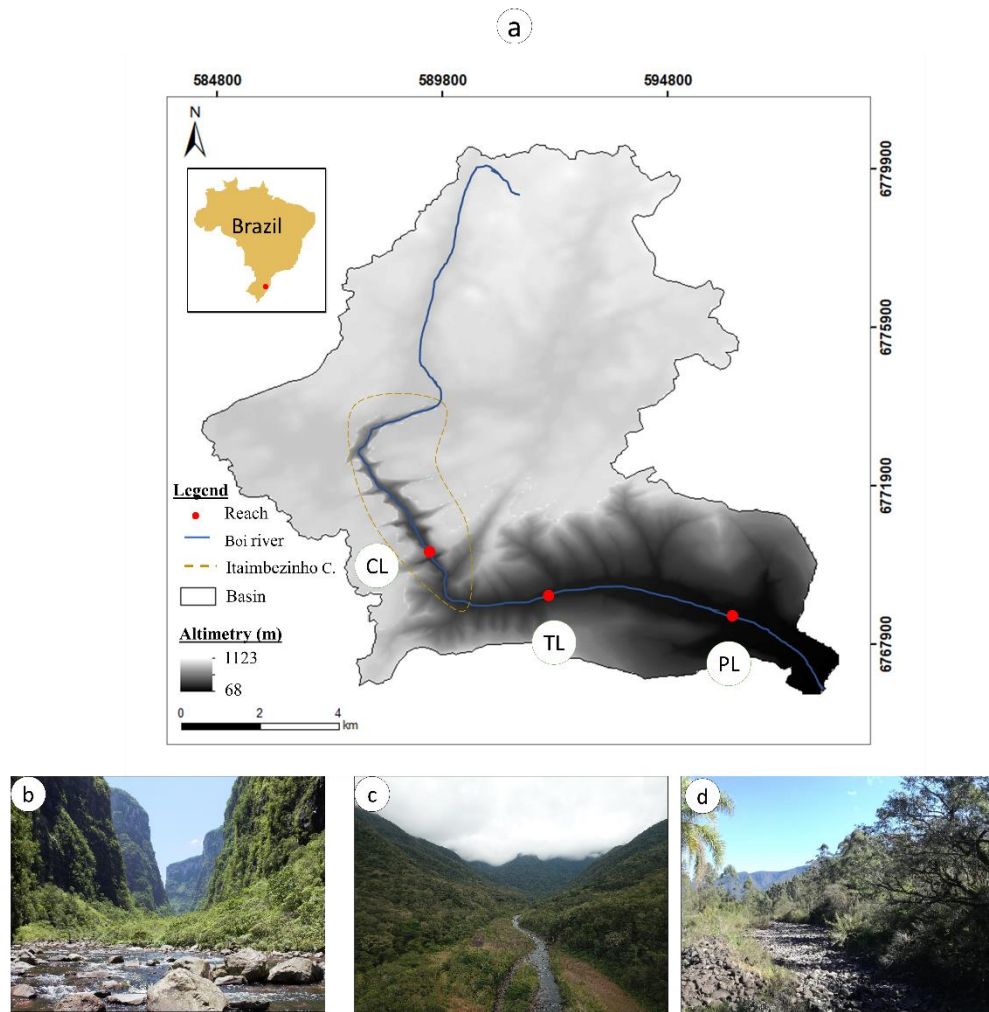 a
584800 589800 594800
N
Brazil
6779900
6775900
6771900
6767900
Legend
Reach
Boi river
Itaimbezinho C.
Basin
Altimetry (m)
1123
68
0 2 4
km
CL
TL
PL
b
c
d